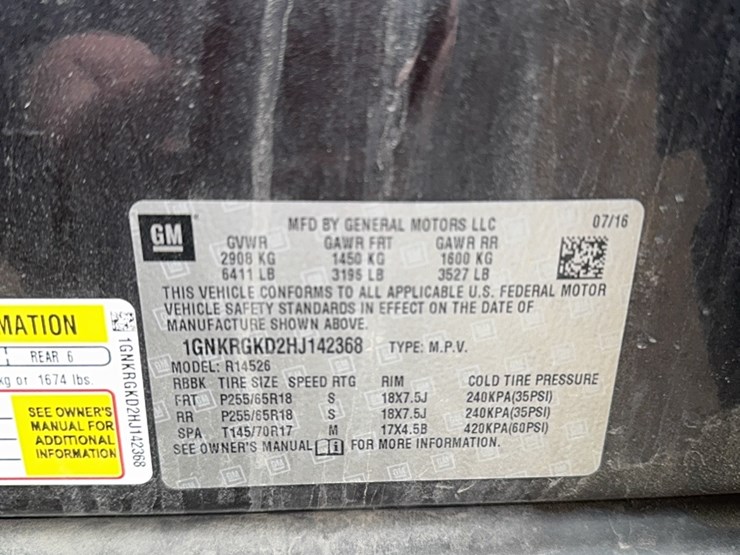 GM
MFD BY GENERAL MOTORS LLC 07/16
GVWR GAWR FRT GAWR RR
2908 KG 1450 KG 1600 KG
6411 LB 3196 LB 3527 LB
THIS VEHICLE CONFORMS TO ALL APPLICABLE U.S. FEDERAL MOTOR
VEHICLE SAFETY STANDARDS IN EFFECT ON THE DATE OF
MANUFACTURE SHOWN ABOVE.
1GNKRGKD2HJ142368 TYPE: M.P.V.
MODEL: R14526
RBBK TIRE SIZE SPEED RTG RIM COLD TIRE PRESSURE
FRT P255/65R18 S 18X7.5J 240KPA(35PSI)
RR P255/65R18 S 18X7.5J 240KPA(35PSI)
SPA T145/70R17 M 17X4.5B 420KPA(60PSI)
SEE OWNER'S MANUAL FOR MORE INFORMATION.
MATION
REAR 6
kg or 1674 lbs.
SEE OWNER'S
MANUAL FOR
ADDITIONAL
INFORMATION
1GNKRGKD2HJ142368